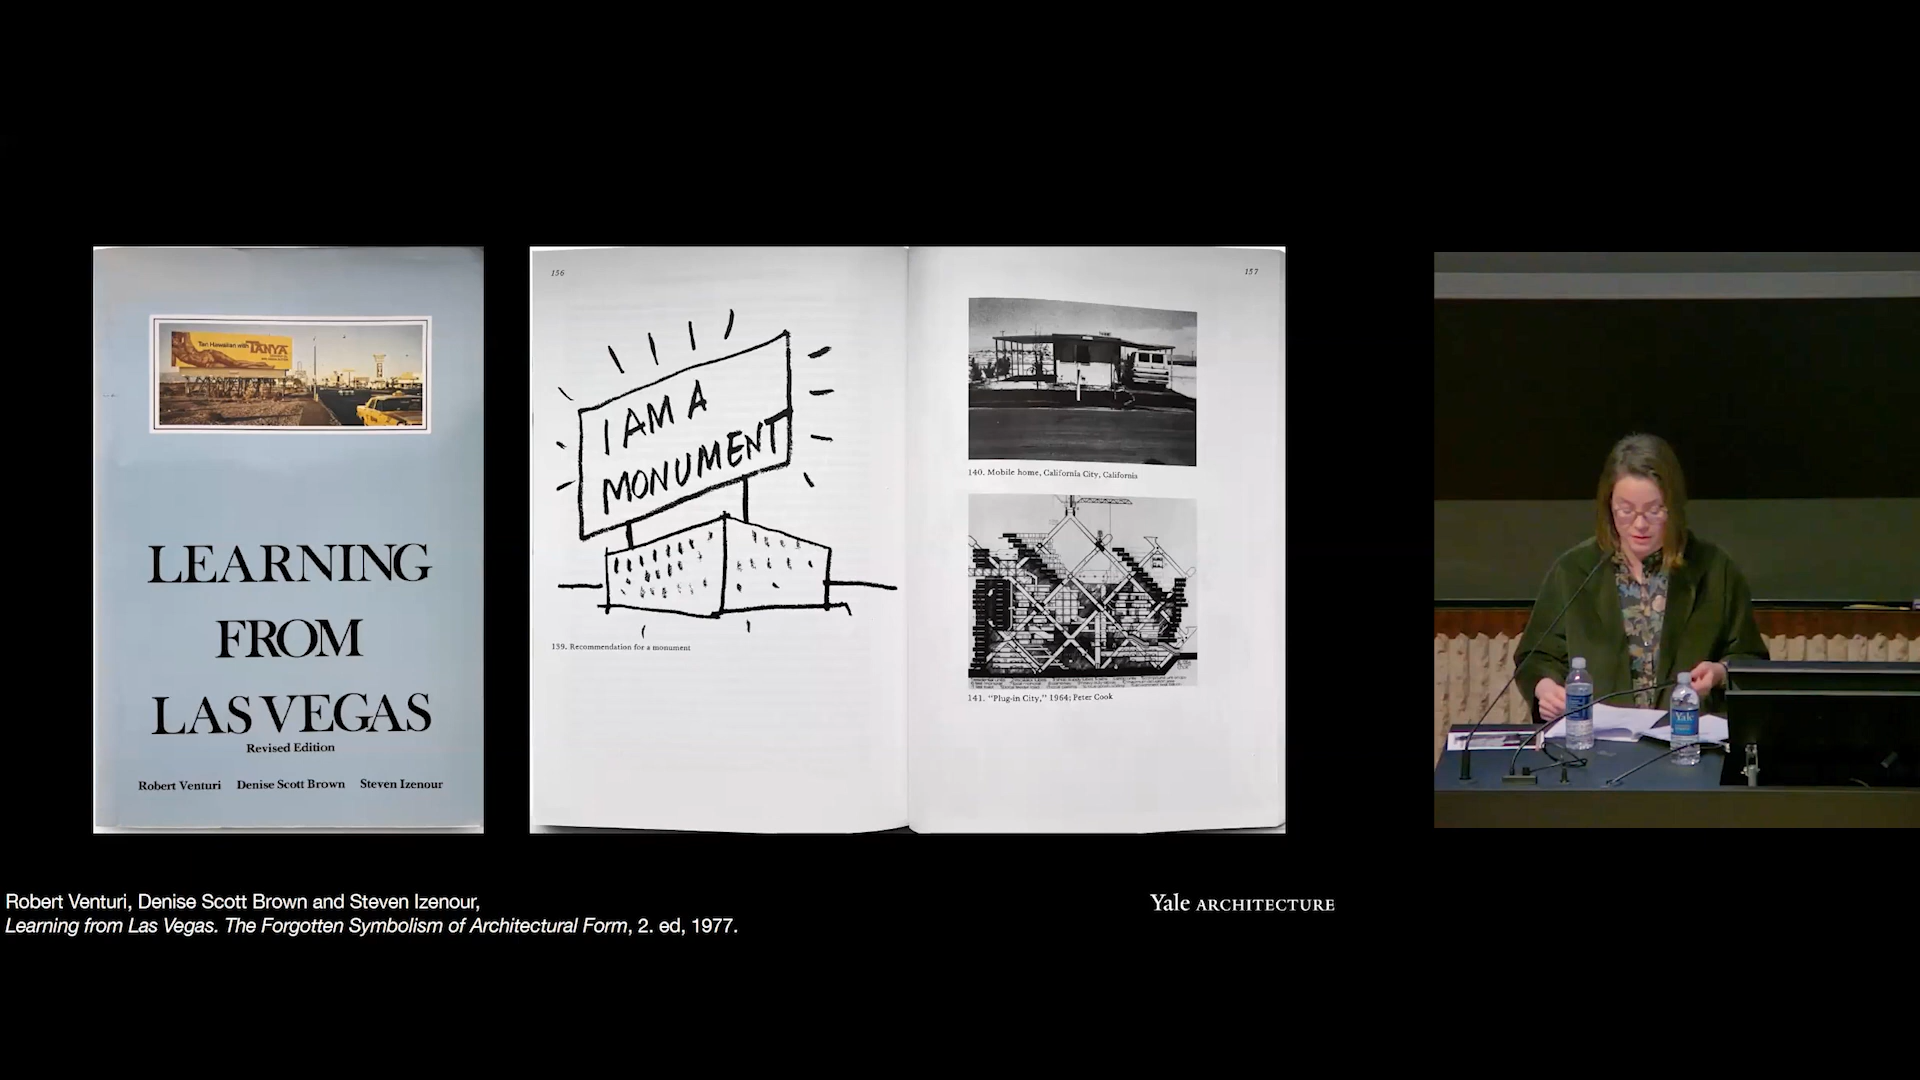 Tan Hawaiian with TANYA
LEARNING
FROM
LAS VEGAS
Revised Edition
Robert Venturi Denise Scott Brown Steven Izenour
156
I AM A
MONUMENT
139. Recommendation for a monument
157
140. Mobile home, California City, California
141. "Plug-in City," 1964; Peter Cook
Yale
Robert Venturi, Denise Scott Brown and Steven Izenour,
Learning from Las Vegas. The Forgotten Symbolism of Architectural Form, 2. ed, 1977.
Yale ARCHITECTURE